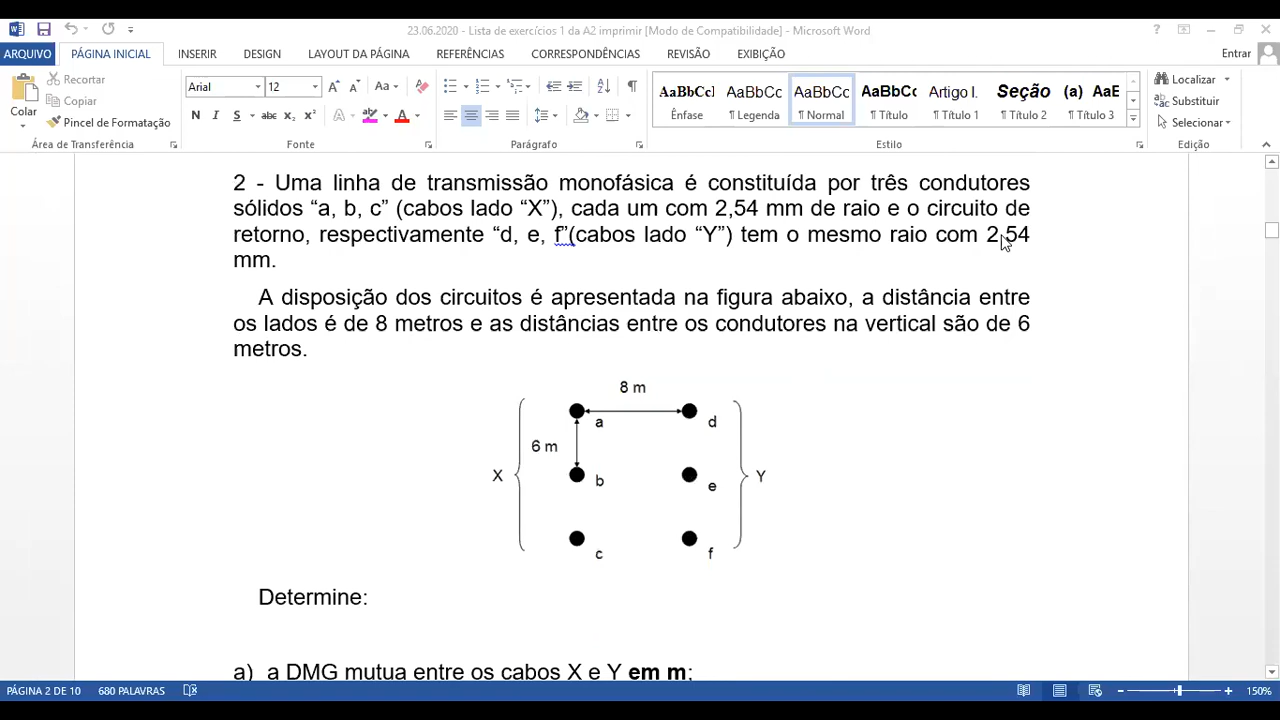 23.06.2020 - Lista de exercícios 1 da A2 imprimir [Modo de Compatibilidade] - Microsoft Word
ARQUIVO PÁGINA INICIAL INSERIR DESIGN LAYOUT DA PÁGINA REFERÊNCIAS CORRESPONDÊNCIAS REVISÃO EXIBIÇÃO Entrar
Colar
Recortar
Copiar
Pincel de Formatação
Área de Transferência
Arial 12
N I S abc x₂ x²
Fonte
Parágrafo
AaBbCcI AaBbCc AaBbCc AaBbCc Artigo I. Seção (a) AaE
Ênfase ¶ Legenda ¶ Normal ¶ Título ¶ Título 1 ¶ Título 2 ¶ Título 3
Estilo
Localizar
Substituir
Selecionar
Edição
2 - Uma linha de transmissão monofásica é constituída por três condutores
sólidos “a, b, c” (cabos lado “X”), cada um com 2,54 mm de raio e o circuito de
retorno, respectivamente “d, e, f”(cabos lado “Y”) tem o mesmo raio com 2,54
mm.
A disposição dos circuitos é apresentada na figura abaixo, a distância entre
os lados é de 8 metros e as distâncias entre os condutores na vertical são de 6
metros.
8 m
a d
6 m
X b e Y
c f
Determine:
a) a DMG mutua entre os cabos X e Y em m;
PÁGINA 2 DE 10 680 PALAVRAS 150%